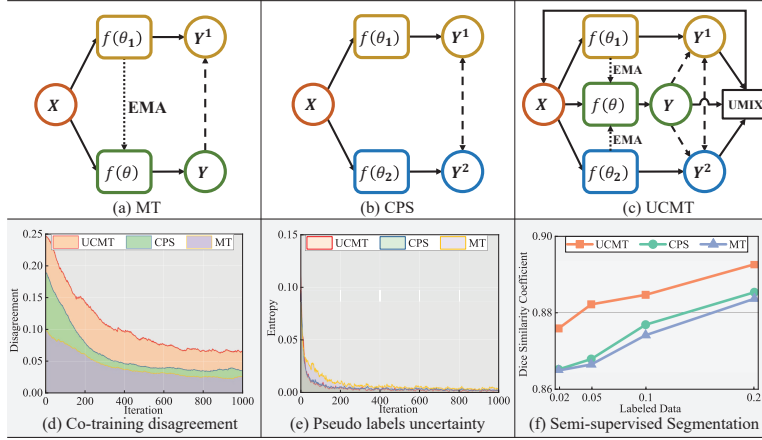 f(θ₁) Y¹
X EMA
f(θ) Y
(a) MT
f(θ₁) Y¹
X
f(θ₂) Y²
(b) CPS
f(θ₁) Y¹
EMA
X f(θ) Y UMIX
EMA
f(θ₂) Y²
(c) UCMT
0.25
UCMT CPS MT
0.20
0.15
0.10
0.05
0.00
Disagreement
0 200 400 600 800 1000
Iteration
(d) Co-training disagreement
0.15
UCMT CPS MT
0.10
0.05
0.00
Entropy
0 200 400 600 800 1000
Iteration
(e) Pseudo labels uncertainty
0.90
UCMT CPS MT
0.88
0.86
Dice Similarity Coefficient
0.02 0.05 0.1 0.2
Labeled Data
(f) Semi-supervised Segmentation